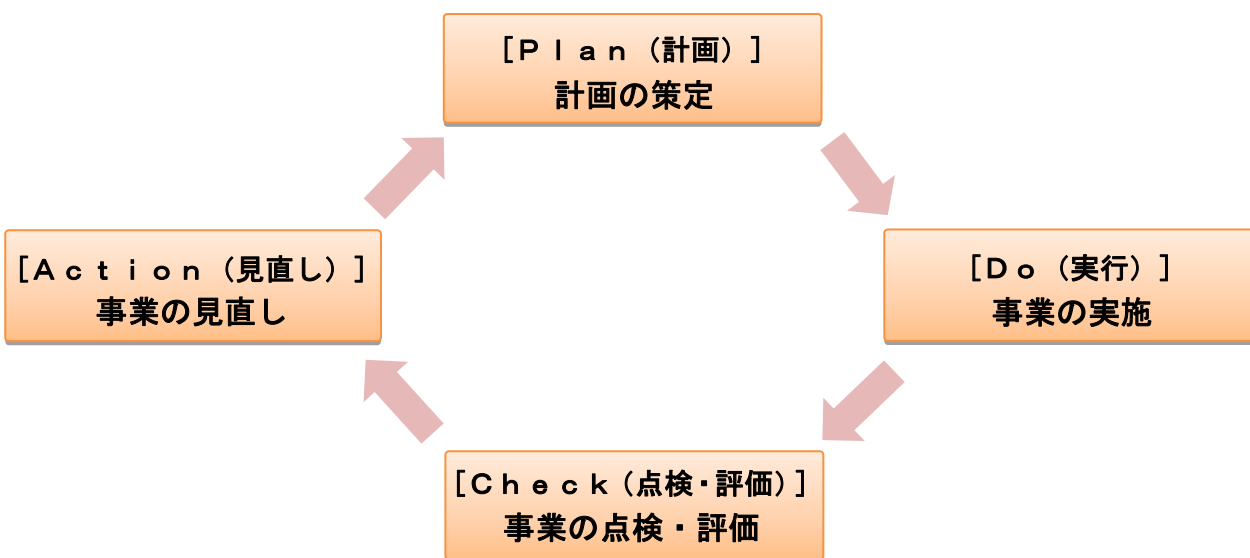 ［Ｐｌａｎ（計画）］
計画の策定
［Ａｃｔｉｏｎ（見直し）］
事業の見直し
［Ｄｏ（実行）］
事業の実施
［Ｃｈｅｃｋ（点検・評価）］
事業の点検・評価